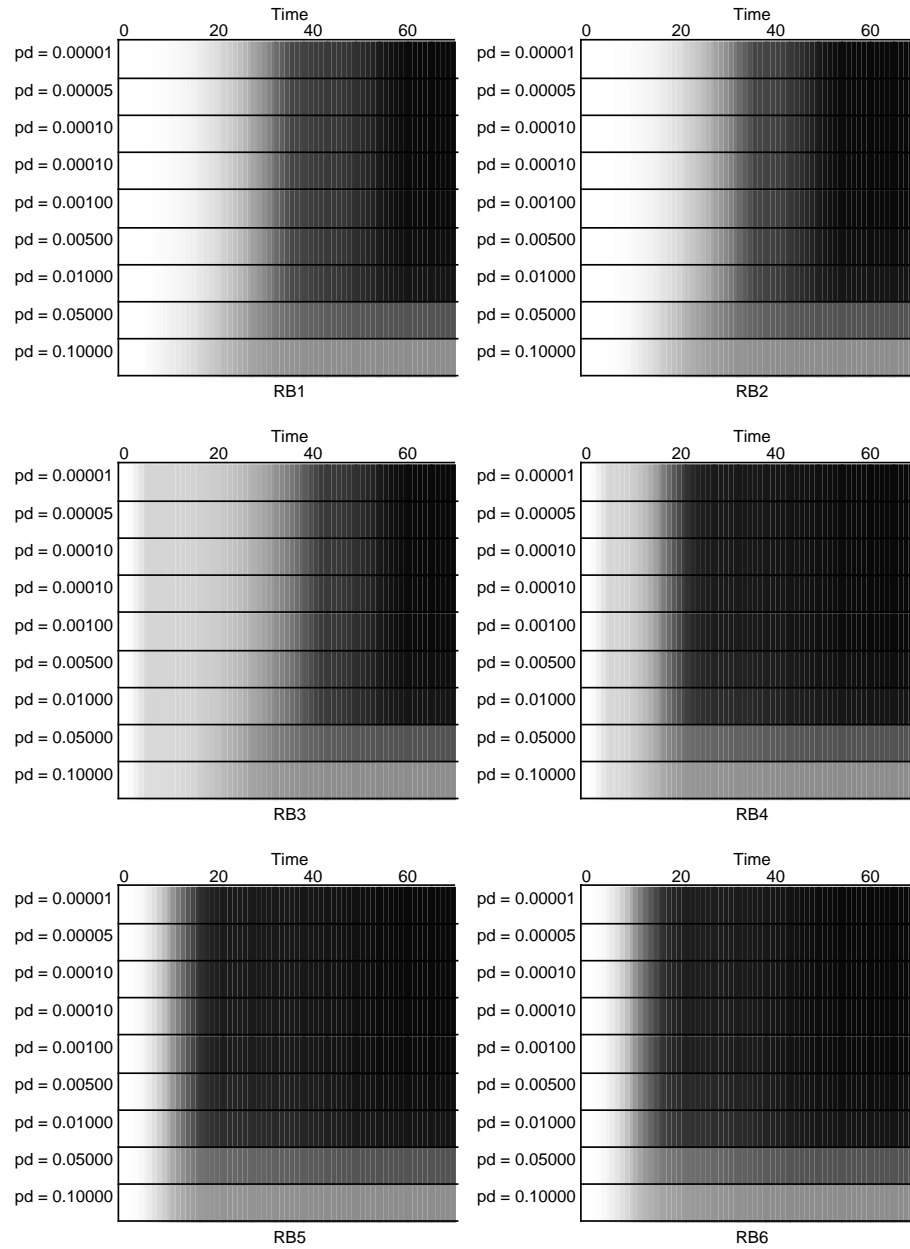 Time
0 20 40 60
pd = 0.00001
pd = 0.00005
pd = 0.00010
pd = 0.00010
pd = 0.00100
pd = 0.00500
pd = 0.01000
pd = 0.05000
pd = 0.10000
RB1
Time
0 20 40 60
pd = 0.00001
pd = 0.00005
pd = 0.00010
pd = 0.00010
pd = 0.00100
pd = 0.00500
pd = 0.01000
pd = 0.05000
pd = 0.10000
RB2
Time
0 20 40 60
pd = 0.00001
pd = 0.00005
pd = 0.00010
pd = 0.00010
pd = 0.00100
pd = 0.00500
pd = 0.01000
pd = 0.05000
pd = 0.10000
RB3
Time
0 20 40 60
pd = 0.00001
pd = 0.00005
pd = 0.00010
pd = 0.00010
pd = 0.00100
pd = 0.00500
pd = 0.01000
pd = 0.05000
pd = 0.10000
RB4
Time
0 20 40 60
pd = 0.00001
pd = 0.00005
pd = 0.00010
pd = 0.00010
pd = 0.00100
pd = 0.00500
pd = 0.01000
pd = 0.05000
pd = 0.10000
RB5
Time
0 20 40 60
pd = 0.00001
pd = 0.00005
pd = 0.00010
pd = 0.00010
pd = 0.00100
pd = 0.00500
pd = 0.01000
pd = 0.05000
pd = 0.10000
RB6